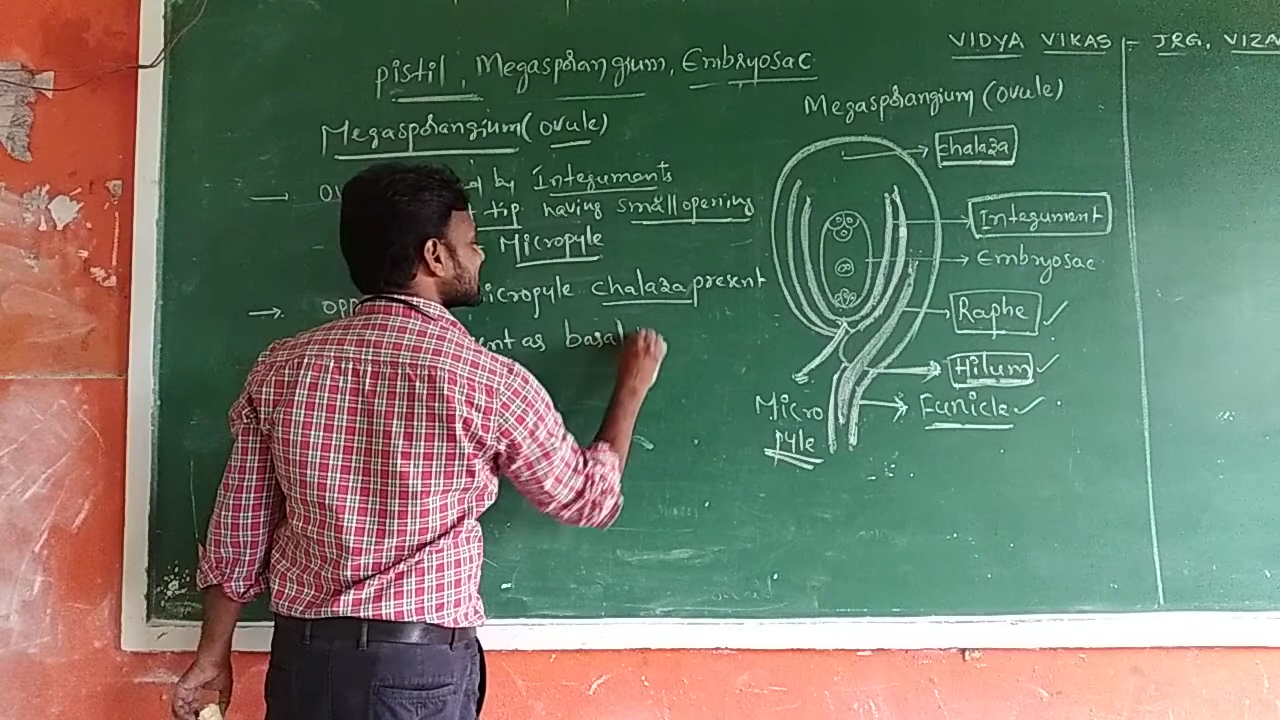 VIDYA VIKAS - JRG, VIZA
Pistil, Megasporangium, Embryosac
Megasporangium (ovule)
by Integuments
tip having small opening
Micropyle
icropyle chalaza present
as basal
Megasporangium (ovule)
chalaza
Integument
Embryosac
Raphe ✓
Hilum ✓
Funicle ✓
Micro
pyle